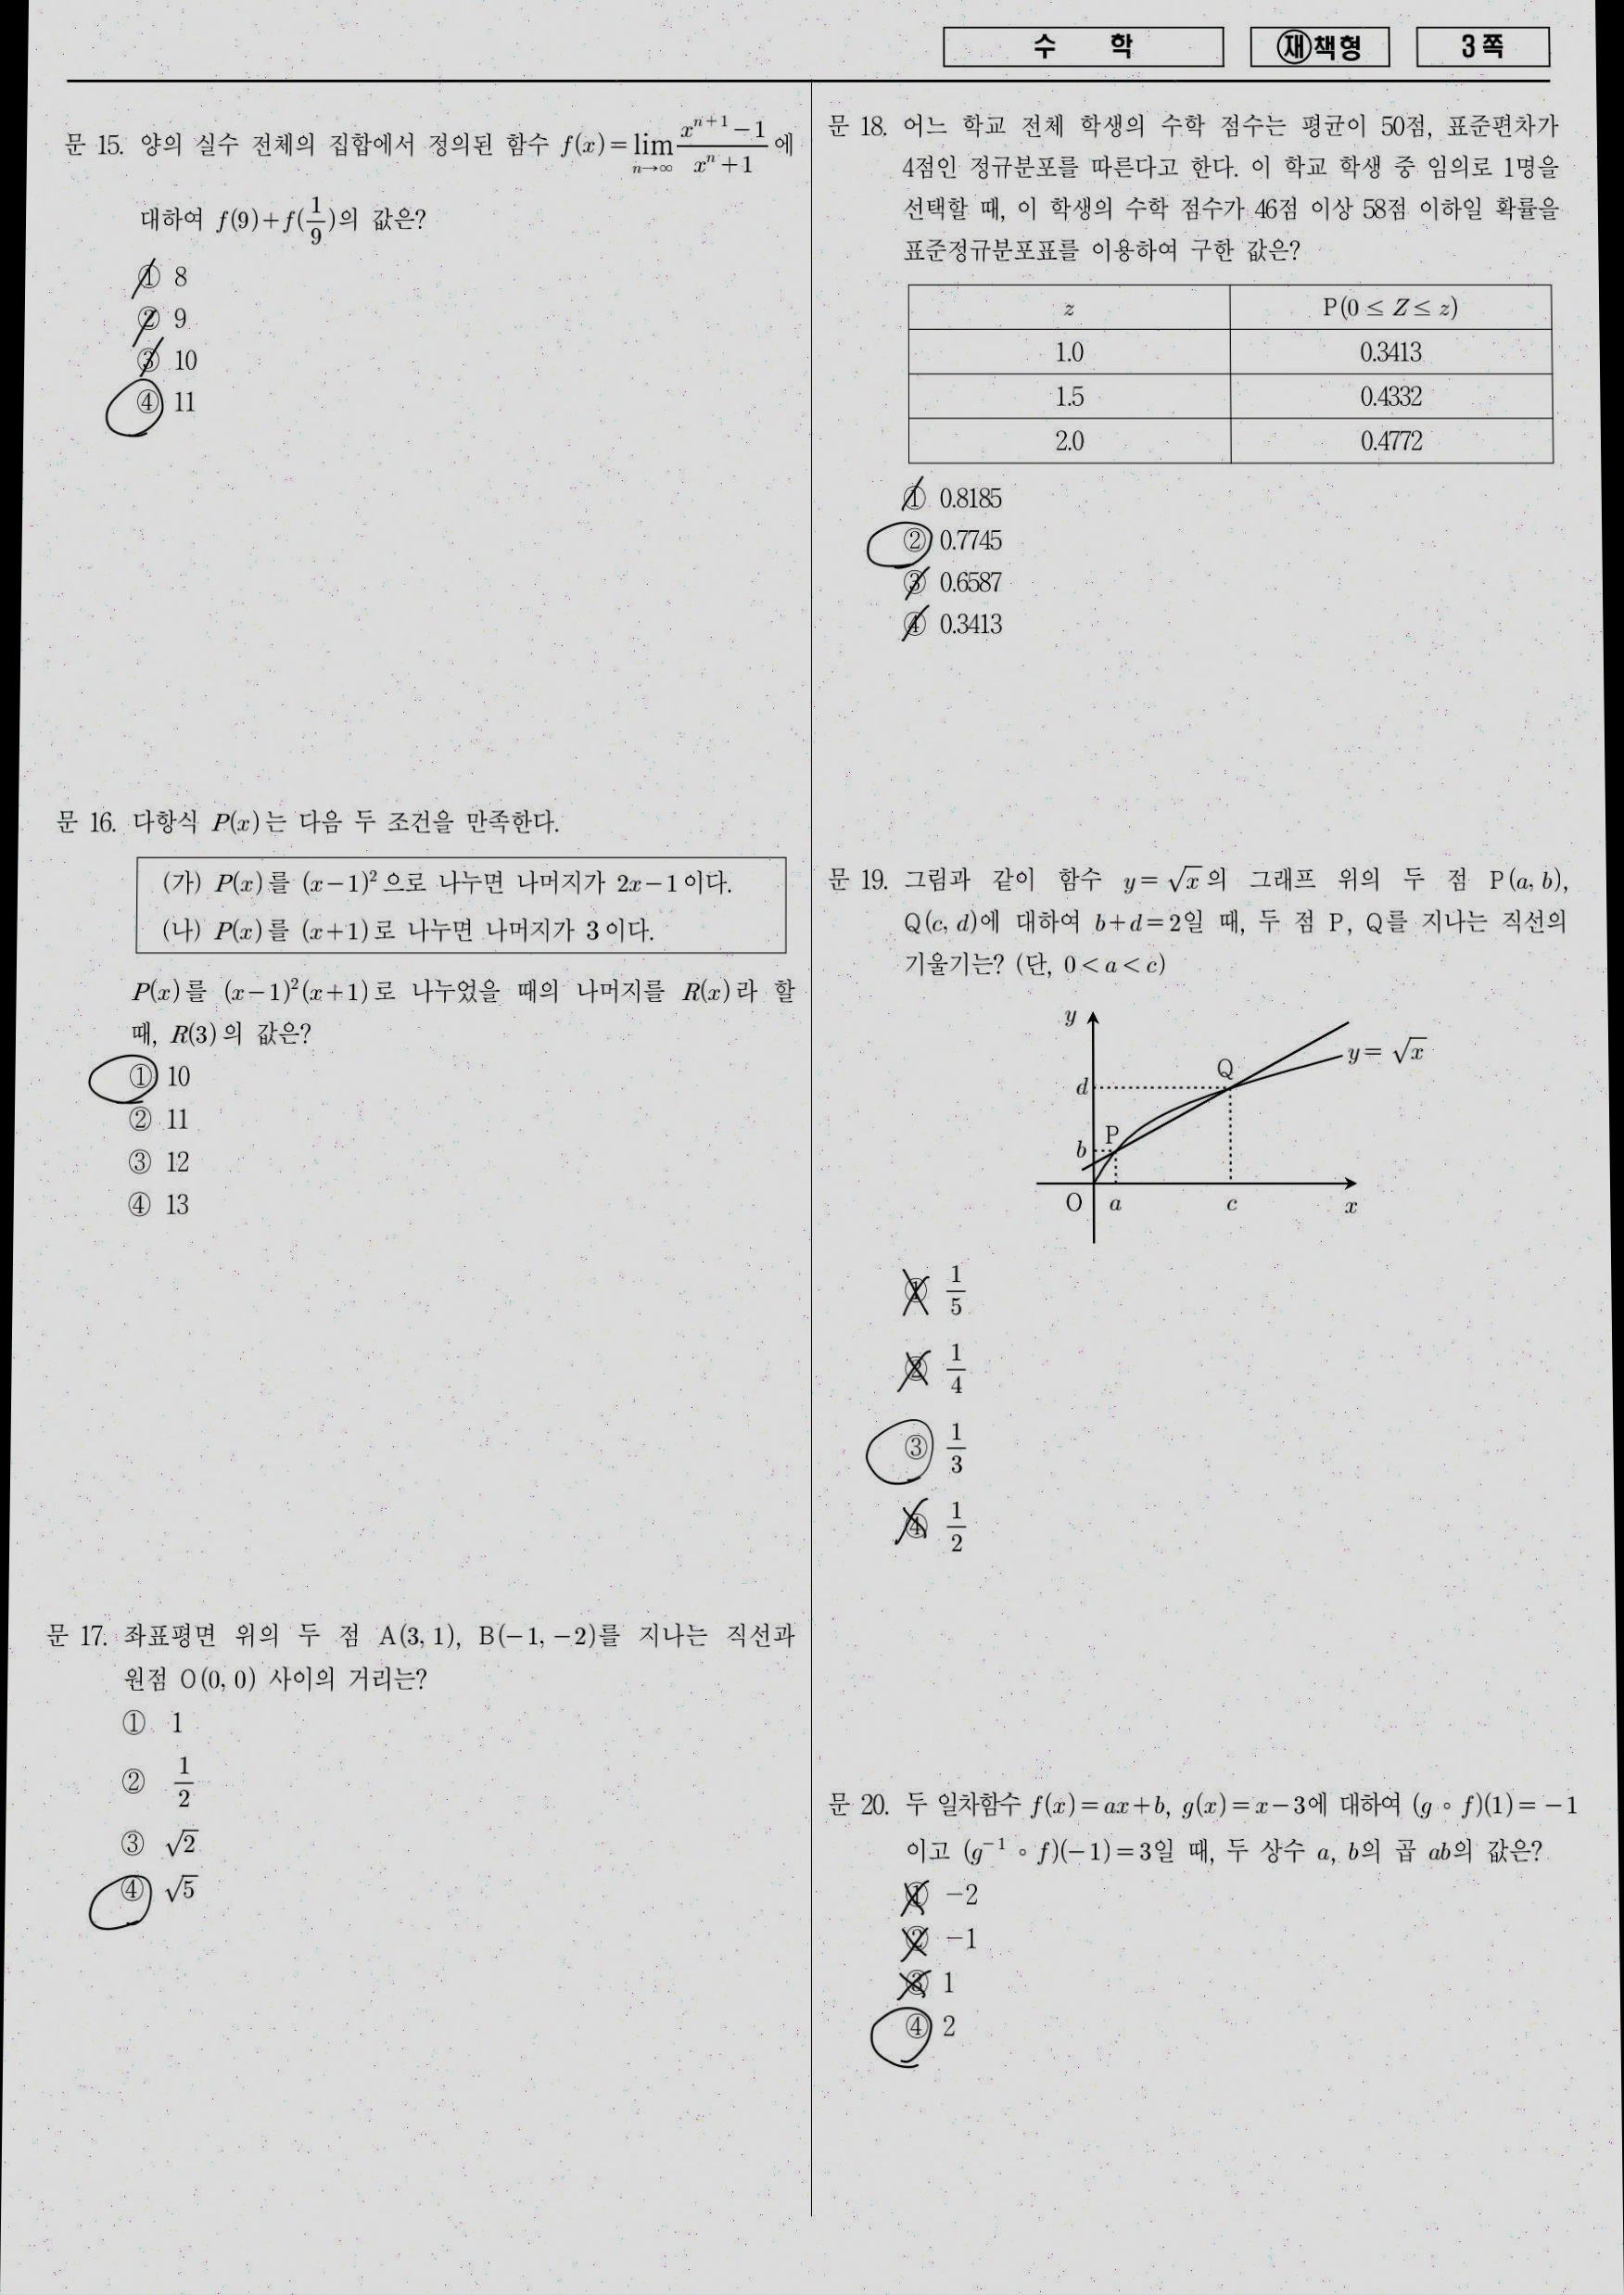 수 학
재책형
3쪽
문 15. 양의 실수 전체의 집합에서 정의된 함수 f(x)=lim_{n→∞} (x^{n+1}−1)/(x^n+1) 에
대하여 f(9)+f(1/9)의 값은?
① 8
② 9
③ 10
④ 11
문 16. 다항식 P(x)는 다음 두 조건을 만족한다.
(가) P(x)를 (x−1)²으로 나누면 나머지가 2x−1이다.
(나) P(x)를 (x+1)로 나누면 나머지가 3이다.
P(x)를 (x−1)²(x+1)로 나누었을 때의 나머지를 R(x)라 할
때, R(3)의 값은?
① 10
② 11
③ 12
④ 13
문 17. 좌표평면 위의 두 점 A(3, 1), B(−1, −2)를 지나는 직선과
원점 O(0, 0) 사이의 거리는?
① 1
② 1/2
③ √2
④ √5
문 18. 어느 학교 전체 학생의 수학 점수는 평균이 50점, 표준편차가
4점인 정규분포를 따른다고 한다. 이 학교 학생 중 임의로 1명을
선택할 때, 이 학생의 수학 점수가 46점 이상 58점 이하일 확률을
표준정규분포표를 이용하여 구한 값은?
z P(0 ≤ Z ≤ z)
1.0 0.3413
1.5 0.4332
2.0 0.4772
① 0.8185
② 0.7745
③ 0.6587
④ 0.3413
문 19. 그림과 같이 함수 y=√x의 그래프 위의 두 점 P(a, b),
Q(c, d)에 대하여 b+d=2일 때, 두 점 P, Q를 지나는 직선의
기울기는? (단, 0<a<c)
y
y=√x
Q
d
P
b
O a c x
① 1/5
② 1/4
③ 1/3
④ 1/2
문 20. 두 일차함수 f(x)=ax+b, g(x)=x−3에 대하여 (g∘f)(1)=−1
이고 (g⁻¹∘f)(−1)=3일 때, 두 상수 a, b의 곱 ab의 값은?
① −2
② −1
③ 1
④ 2